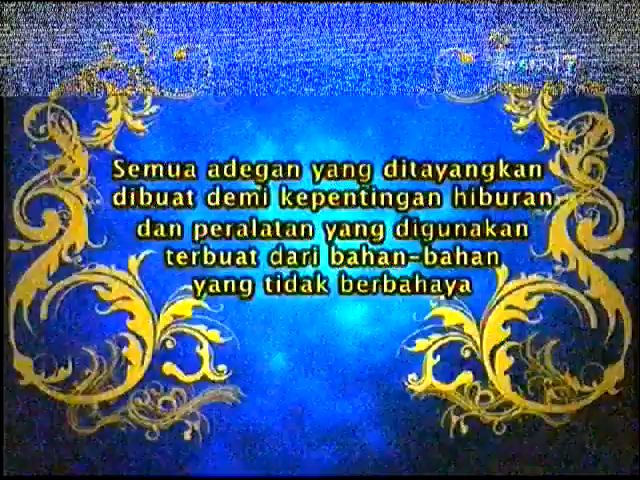 Semua adegan yang ditayangkan
dibuat demi kepentingan hiburan
dan peralatan yang digunakan
terbuat dari bahan-bahan
yang tidak berbahaya